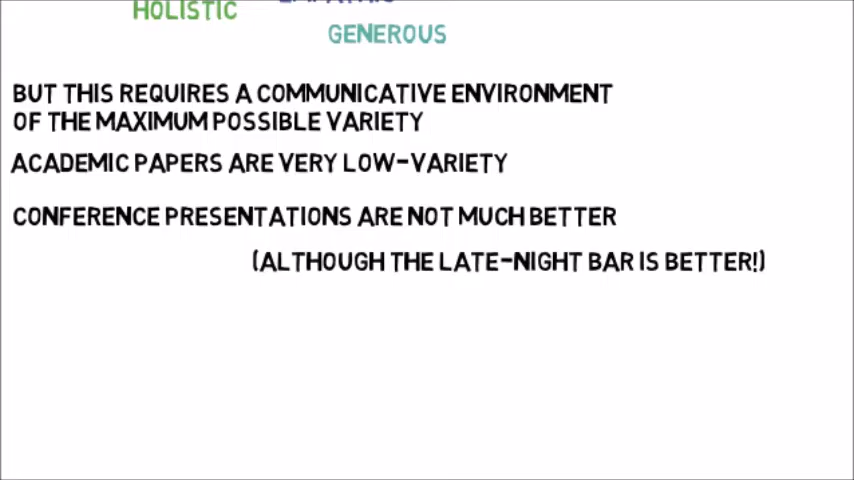 HOLISTIC
GENEROUS
BUT THIS REQUIRES A COMMUNICATIVE ENVIRONMENT
OF THE MAXIMUM POSSIBLE VARIETY
ACADEMIC PAPERS ARE VERY LOW-VARIETY
CONFERENCE PRESENTATIONS ARE NOT MUCH BETTER
(ALTHOUGH THE LATE-NIGHT BAR IS BETTER!)